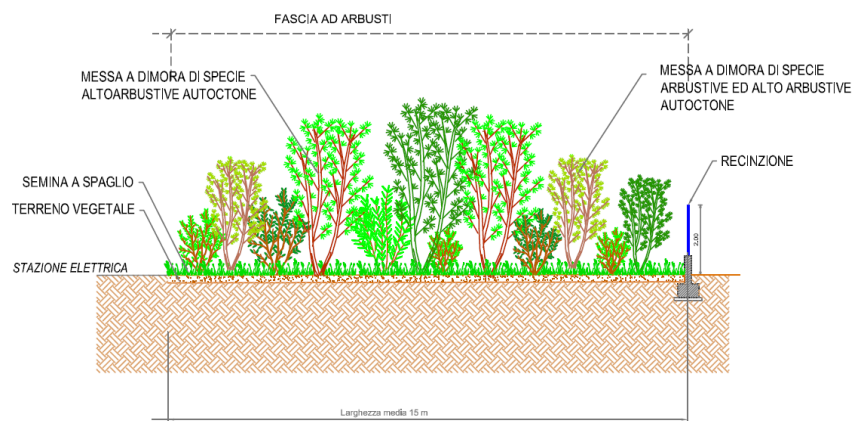 FASCIA AD ARBUSTI
MESSA A DIMORA DI SPECIE
ALTOARBUSTIVE AUTOCTONE
MESSA A DIMORA DI SPECIE
ARBUSTIVE ED ALTO ARBUSTIVE
AUTOCTONE
RECINZIONE
SEMINA A SPAGLIO
TERRENO VEGETALE
2,00
STAZIONE ELETTRICA
Larghezza media 15 m